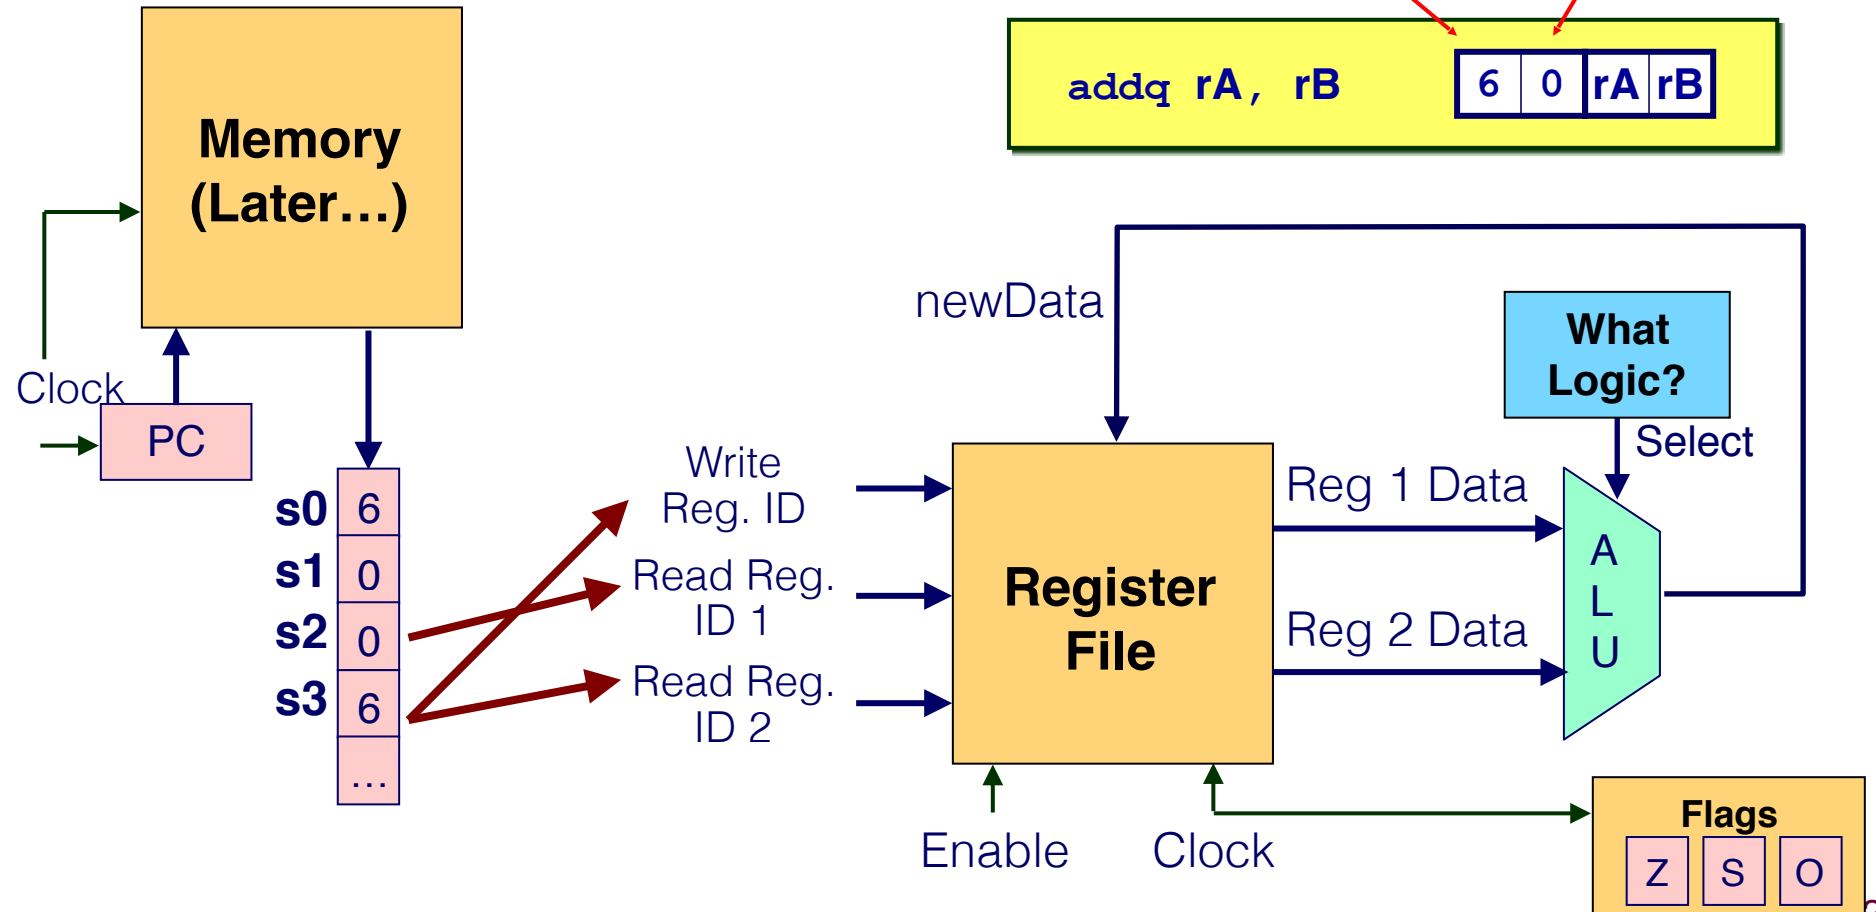 Memory
(Later…)
addq rA, rB
6 0 rA rB
newData
What
Logic?
Select
Clock
PC
s0 6
s1 0
s2 0
s3 6
...
Write
Reg. ID
Read Reg.
ID 1
Read Reg.
ID 2
Register
File
Reg 1 Data
Reg 2 Data
A
L
U
Enable
Clock
Flags
Z S O